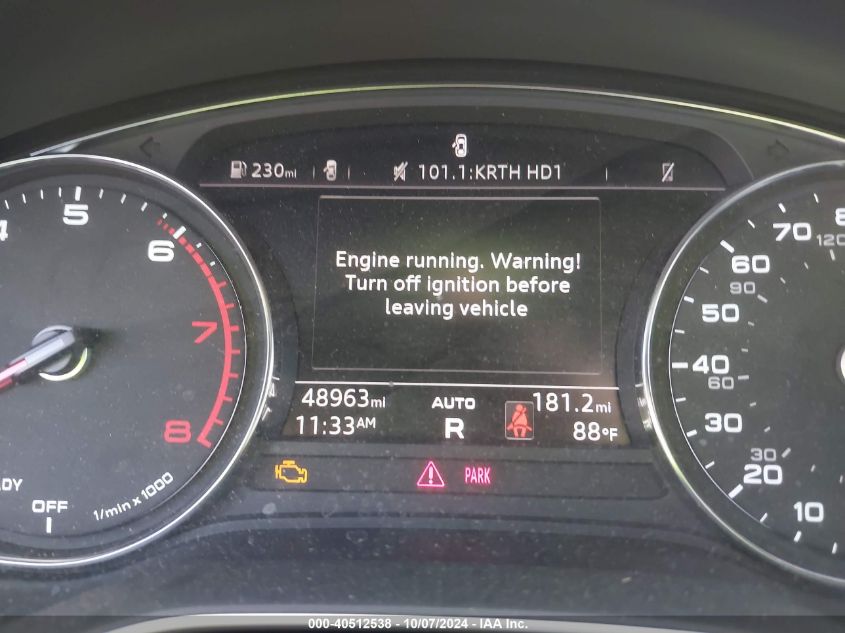 230mi 101.1:KRTH HD1
Engine running. Warning!
Turn off ignition before
leaving vehicle
48963mi AUTO 181.2mi
11:33AM R 88°F
PARK
4 5 6 7 8
OFF
1/min x 1000
10 20 30 40 50 60 70 8
30 60 90 120
000-40512538 - 10/07/2024 - IAA Inc.